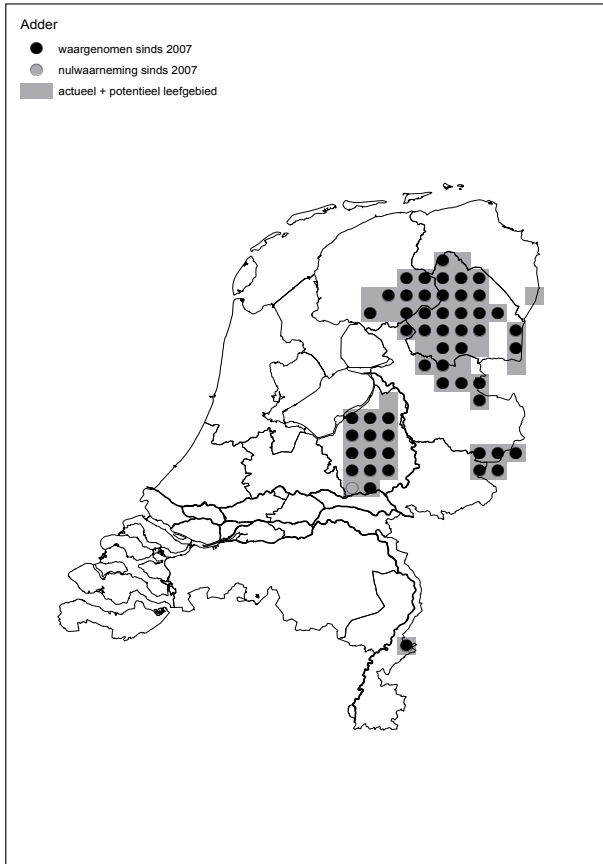 Adder
waargenomen sinds 2007
nulwaarneming sinds 2007
actueel + potentieel leefgebied